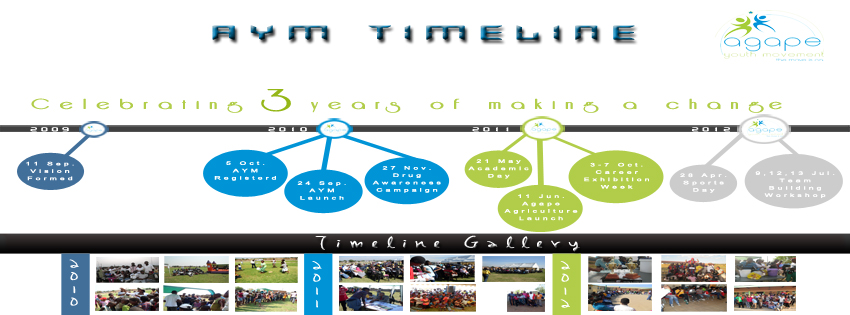 AYM TIMELINE
agape
youth movement
Celebrating 3 years of making a change
2009
2010
agape
2011
agape
2012
agape
11 Sep.
Vision
Formed
5 Oct.
AYM
Registerd
24 Sep.
AYM
Launch
27 Nov.
Drug
Awareness
Campaign
21 May
Academic
Day
11 Jun.
Agape
Agriculture
Launch
3-7 Oct.
Career
Exhibition
Week
28 Apr.
Sports
Day
9,12,13 Jul.
Team
Building
Workshop
Timeline Gallery
2010
2011
2012